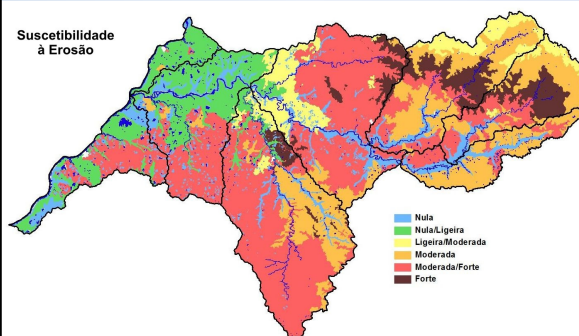 Suscetibilidade
à Erosão
Nula
Nula/Ligeira
Ligeira/Moderada
Moderada
Moderada/Forte
Forte